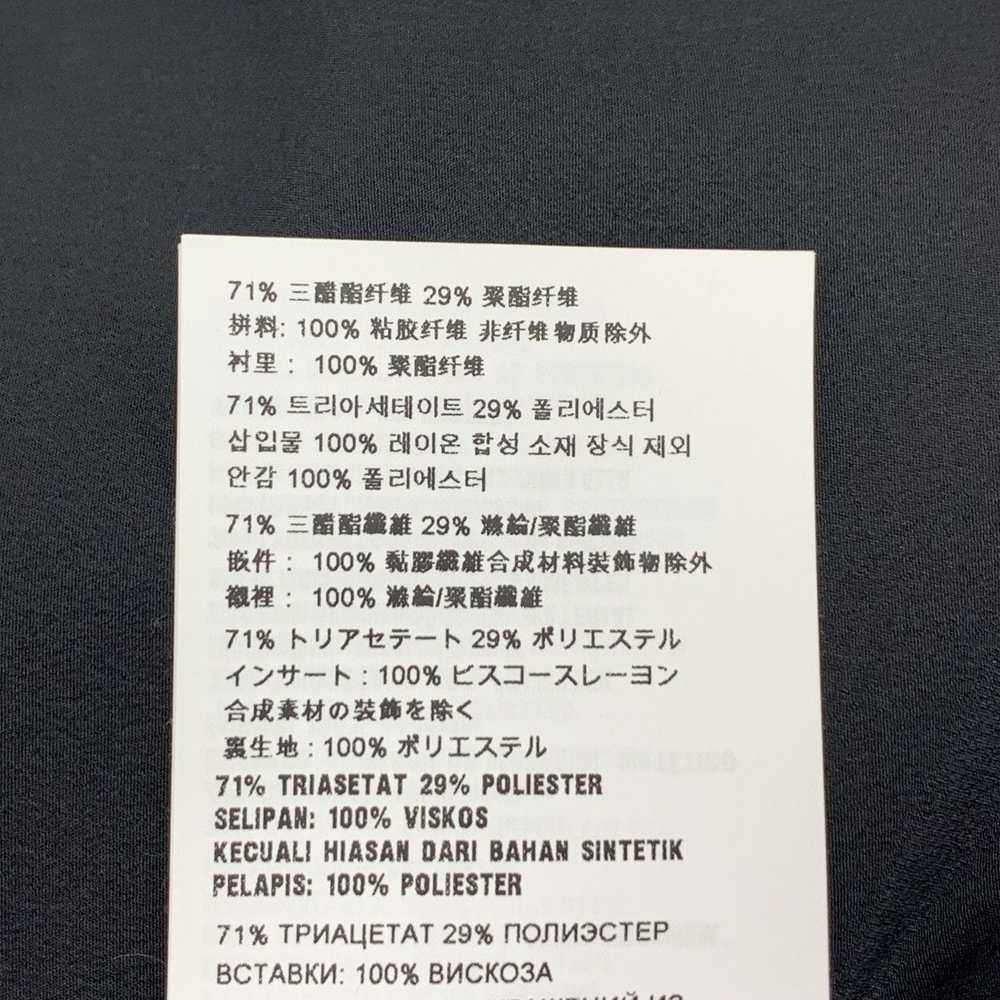 71% 三醋酯纤维 29% 聚酯纤维
拼料: 100% 粘胶纤维 非纤维物质除外
衬里： 100% 聚酯纤维
71% 트리아세테이트 29% 폴리에스터
삽입물 100% 레이온 합성 소재 장식 제외
안감 100% 폴리에스터
71% 三醋酯纖維 29% 滌綸/聚酯纖維
嵌件： 100% 黏膠纖維合成材料裝飾物除外
襯裡： 100% 滌綸/聚酯纖維
71% トリアセテート 29% ポリエステル
インサート : 100% ビスコースレーヨン
合成素材の装飾を除く
裏生地 : 100% ポリエステル
71% TRIASETAT 29% POLIESTER
SELIPAN: 100% VISKOS
KECUALI HIASAN DARI BAHAN SINTETIK
PELAPIS: 100% POLIESTER
71% ТРИАЦЕТАТ 29% ПОЛИЭСТЕР
ВСТАВКИ: 100% ВИСКОЗА